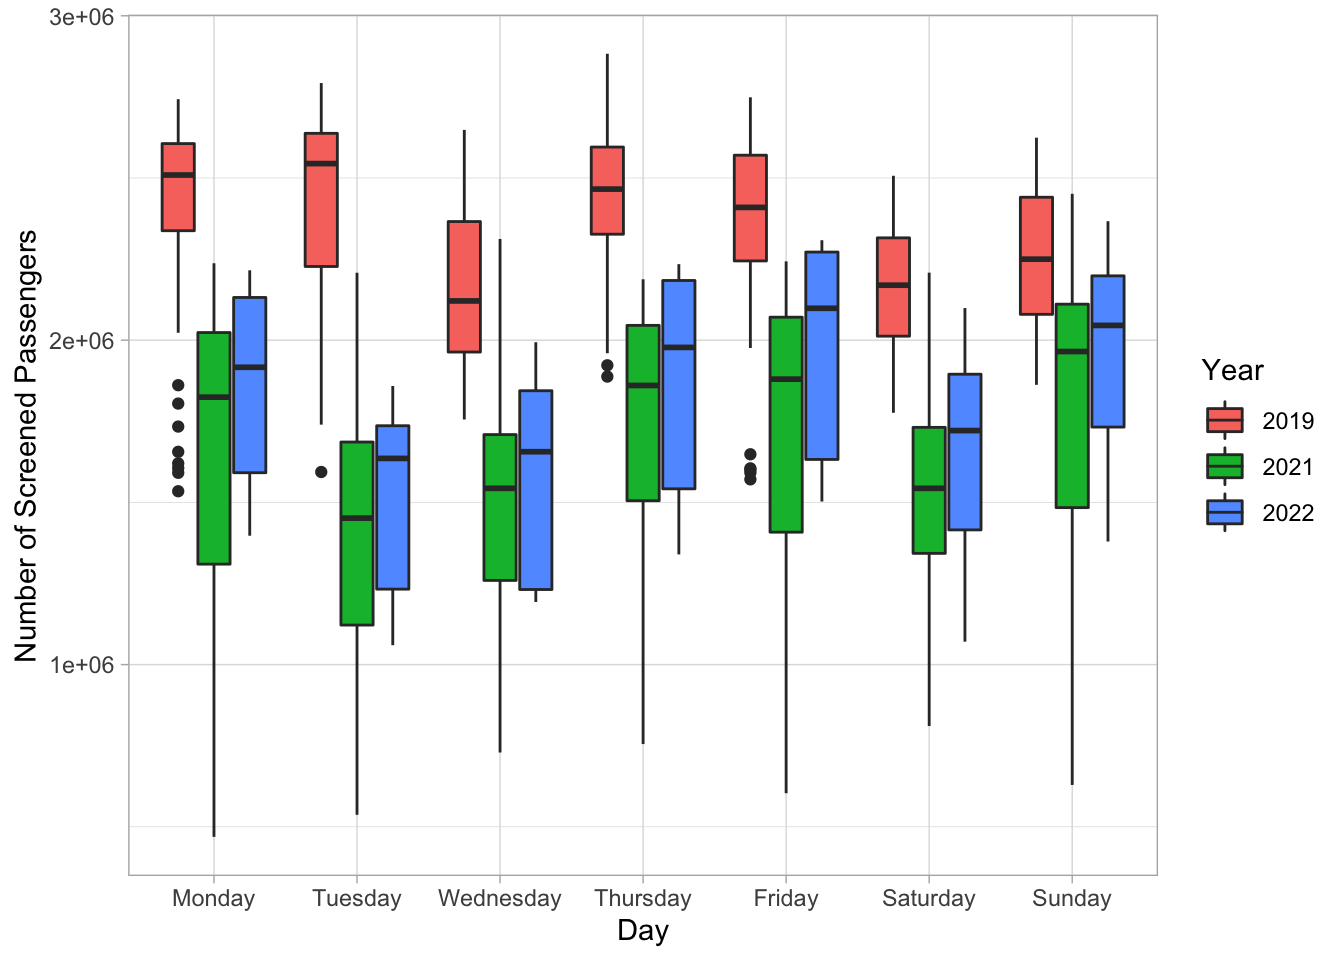 Number of Screened Passengers
3e+06
2e+06
1e+06
Monday
Tuesday
Wednesday
Thursday
Friday
Saturday
Sunday
Day
Year
2019
2021
2022